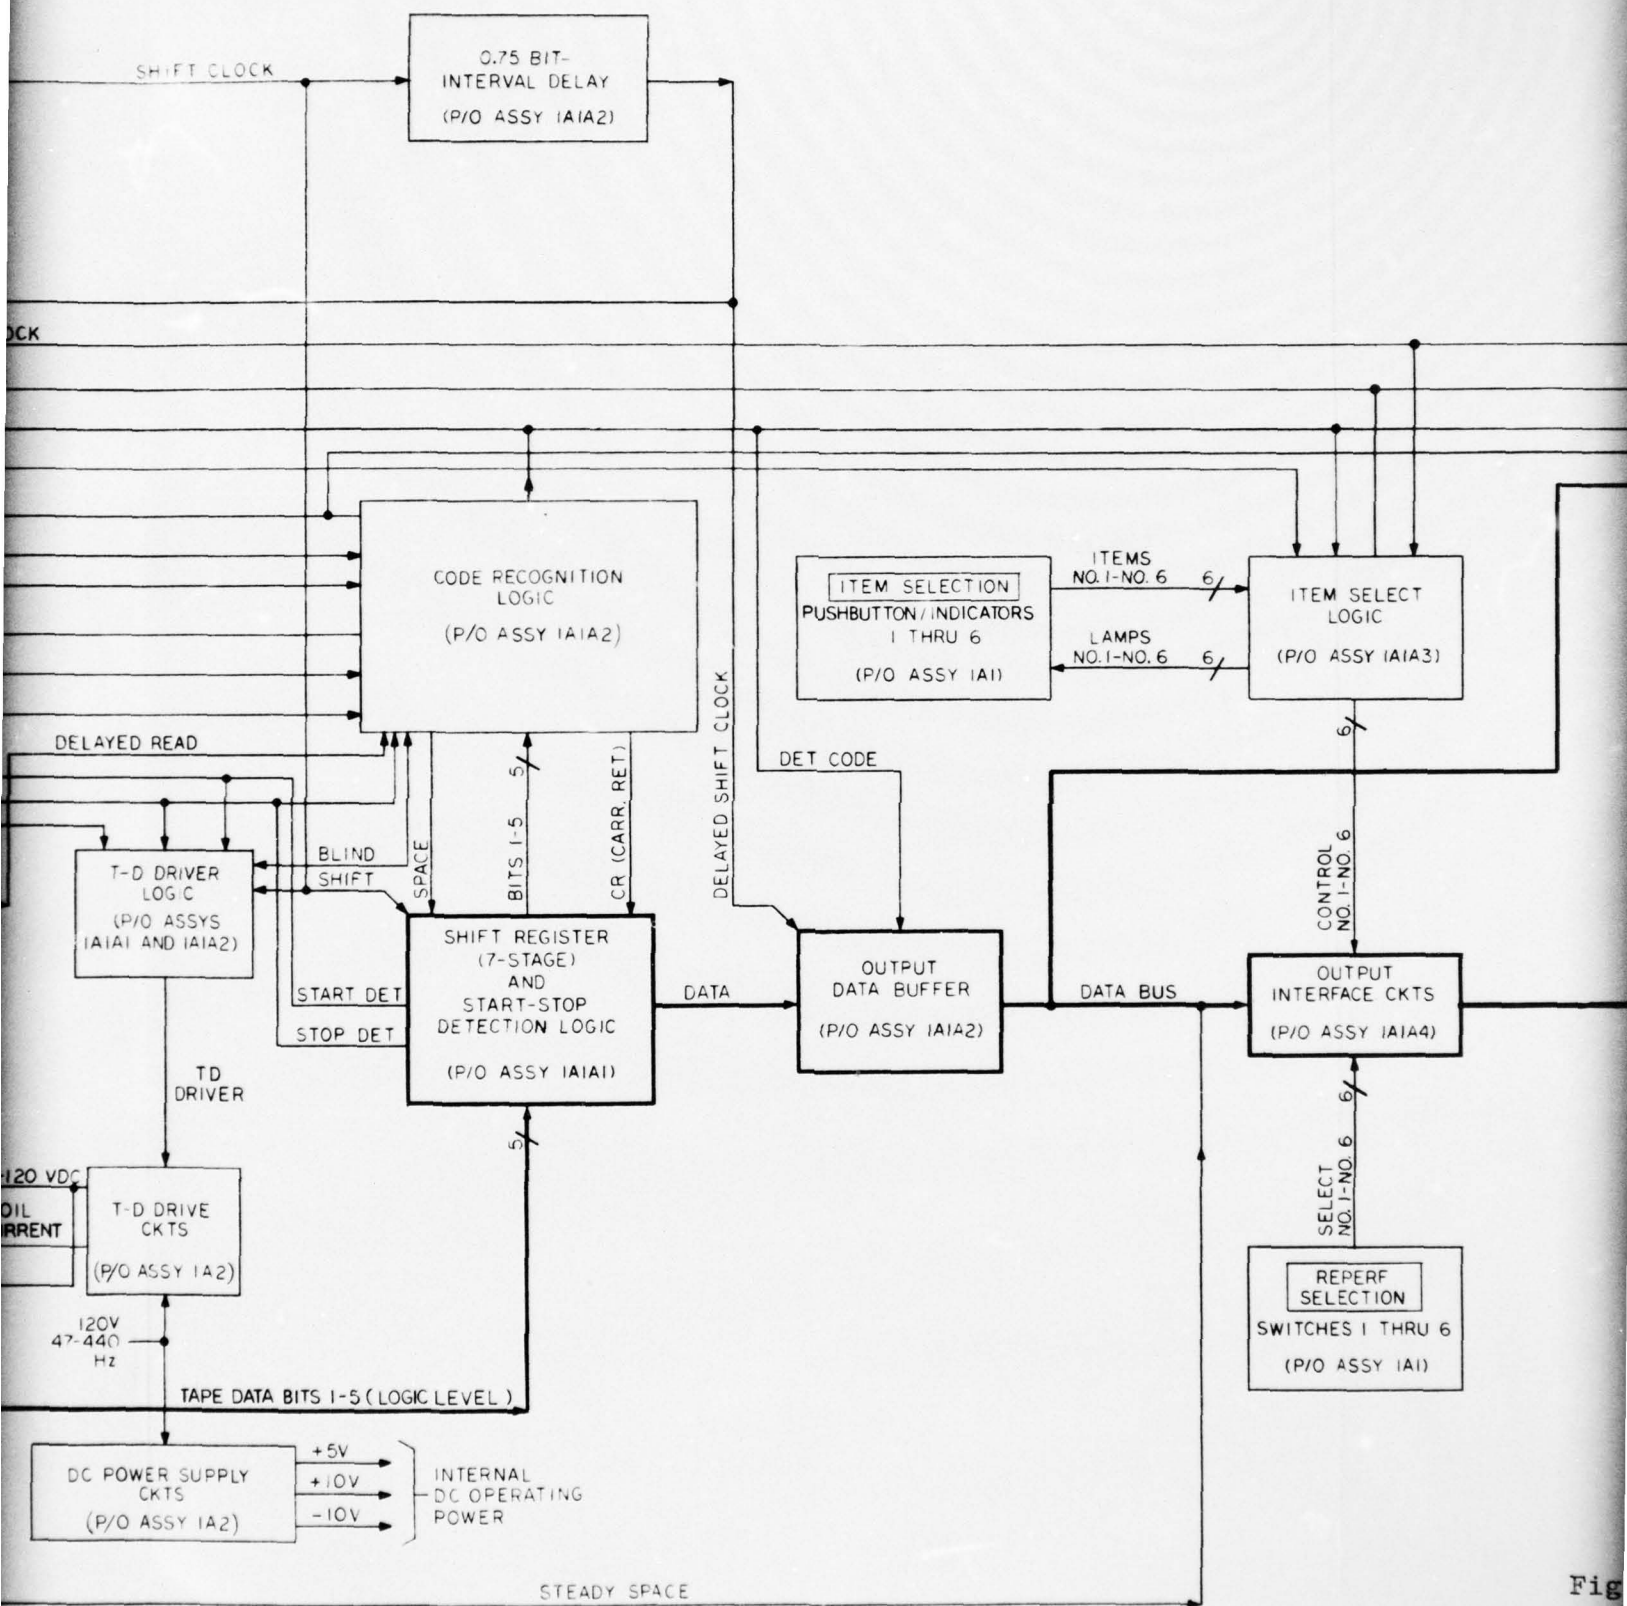 SHIFT CLOCK
0.75 BIT-
INTERVAL DELAY
(P/O ASSY 1A1A2)
OCK
CODE RECOGNITION
LOGIC
(P/O ASSY 1A1A2)
ITEM SELECTION
PUSHBUTTON/INDICATORS
1 THRU 6
(P/O ASSY 1A1)
ITEMS
NO.1-NO.6 6
LAMPS
NO.1-NO.6 6
ITEM SELECT
LOGIC
(P/O ASSY 1A1A3)
6
DELAYED READ
5
BITS 1-5
SPACE
CR (CARR. RET)
DELAYED SHIFT CLOCK
DET CODE
CONTROL
NO.1-NO.6
BLIND
SHIFT
T-D DRIVER
LOGIC
(P/O ASSYS
1A1A1 AND 1A1A2)
SHIFT REGISTER
(7-STAGE)
AND
START-STOP
DETECTION LOGIC
(P/O ASSY 1A1A1)
START DET
STOP DET
DATA
OUTPUT
DATA BUFFER
(P/O ASSY 1A1A2)
DATA BUS
OUTPUT
INTERFACE CKTS
(P/O ASSY 1A1A4)
TD
DRIVER
5
6
SELECT
NO.1-NO.6
-120 VDC
OIL
RRENT
T-D DRIVE
CKTS
(P/O ASSY 1A2)
REPERF
SELECTION
SWITCHES 1 THRU 6
(P/O ASSY 1A1)
120V
47-440
Hz
TAPE DATA BITS 1-5 (LOGIC LEVEL)
DC POWER SUPPLY
CKTS
(P/O ASSY 1A2)
+5V
+10V
-10V
INTERNAL
DC OPERATING
POWER
STEADY SPACE
Fig